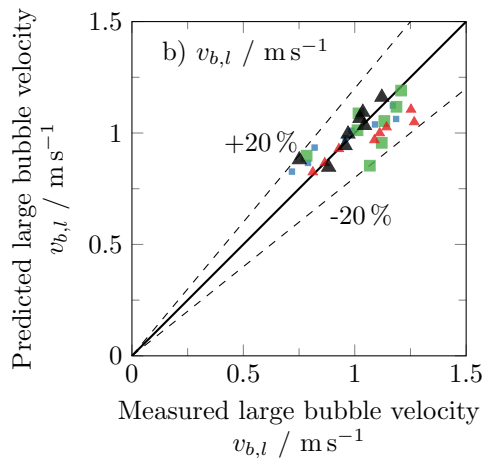 1.5
b) v_{b,l} / m s⁻¹
+20 %
1
Predicted large bubble velocity
v_{b,l} / m s⁻¹
-20 %
0.5
0
0 0.5 1 1.5
Measured large bubble velocity
v_{b,l} / m s⁻¹